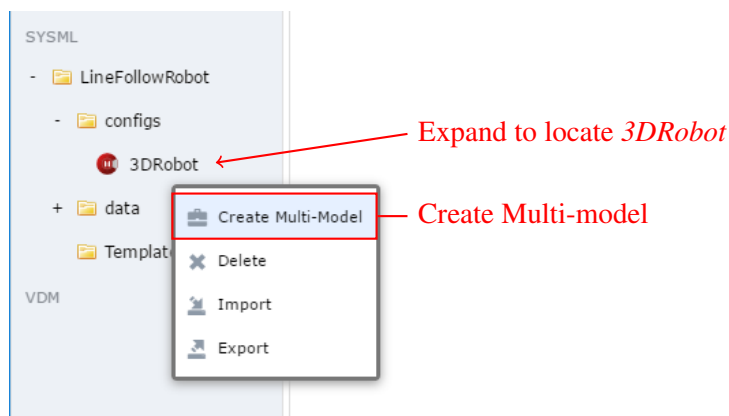 SYSML
- LineFollowRobot
- configs
Expand to locate 3DRobot
3DRobot
+ data
Create Multi-Model
Create Multi-model
Templat
Delete
VDM
Import
Export